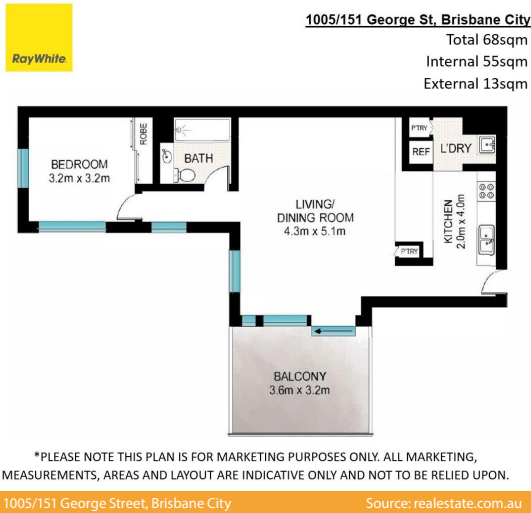 RayWhite.
1005/151 George St, Brisbane City
Total 68sqm
Internal 55sqm
External 13sqm
BEDROOM
3.2m x 3.2m
ROBE
BATH
LIVING/
DINING ROOM
4.3m x 5.1m
P'TRY
REF
L'DRY
KITCHEN
2.0m x 4.0m
P'TRY
BALCONY
3.6m x 3.2m
*PLEASE NOTE THIS PLAN IS FOR MARKETING PURPOSES ONLY. ALL MARKETING,
MEASUREMENTS, AREAS AND LAYOUT ARE INDICATIVE ONLY AND NOT TO BE RELIED UPON.
1005/151 George Street, Brisbane City
Source: realestate.com.au